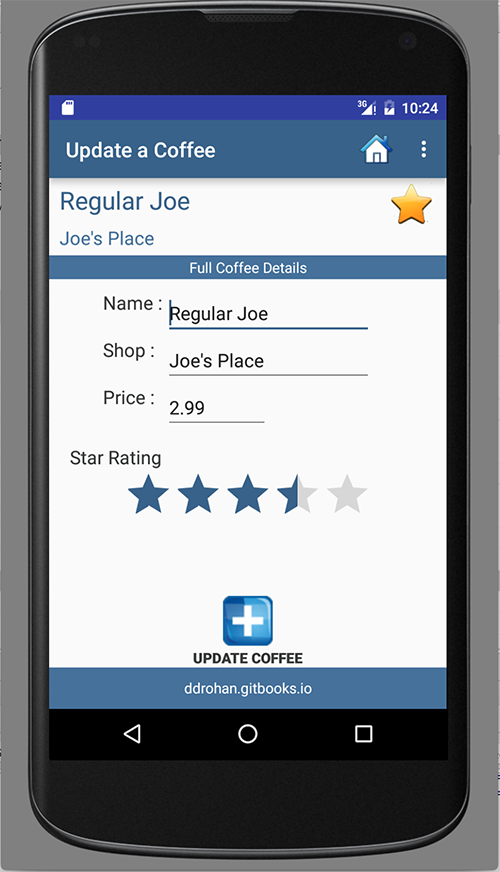 3G 10:24
Update a Coffee
Regular Joe
Joe's Place
Full Coffee Details
Name : Regular Joe
Shop : Joe's Place
Price : 2.99
Star Rating
UPDATE COFFEE
ddrohan.gitbooks.io